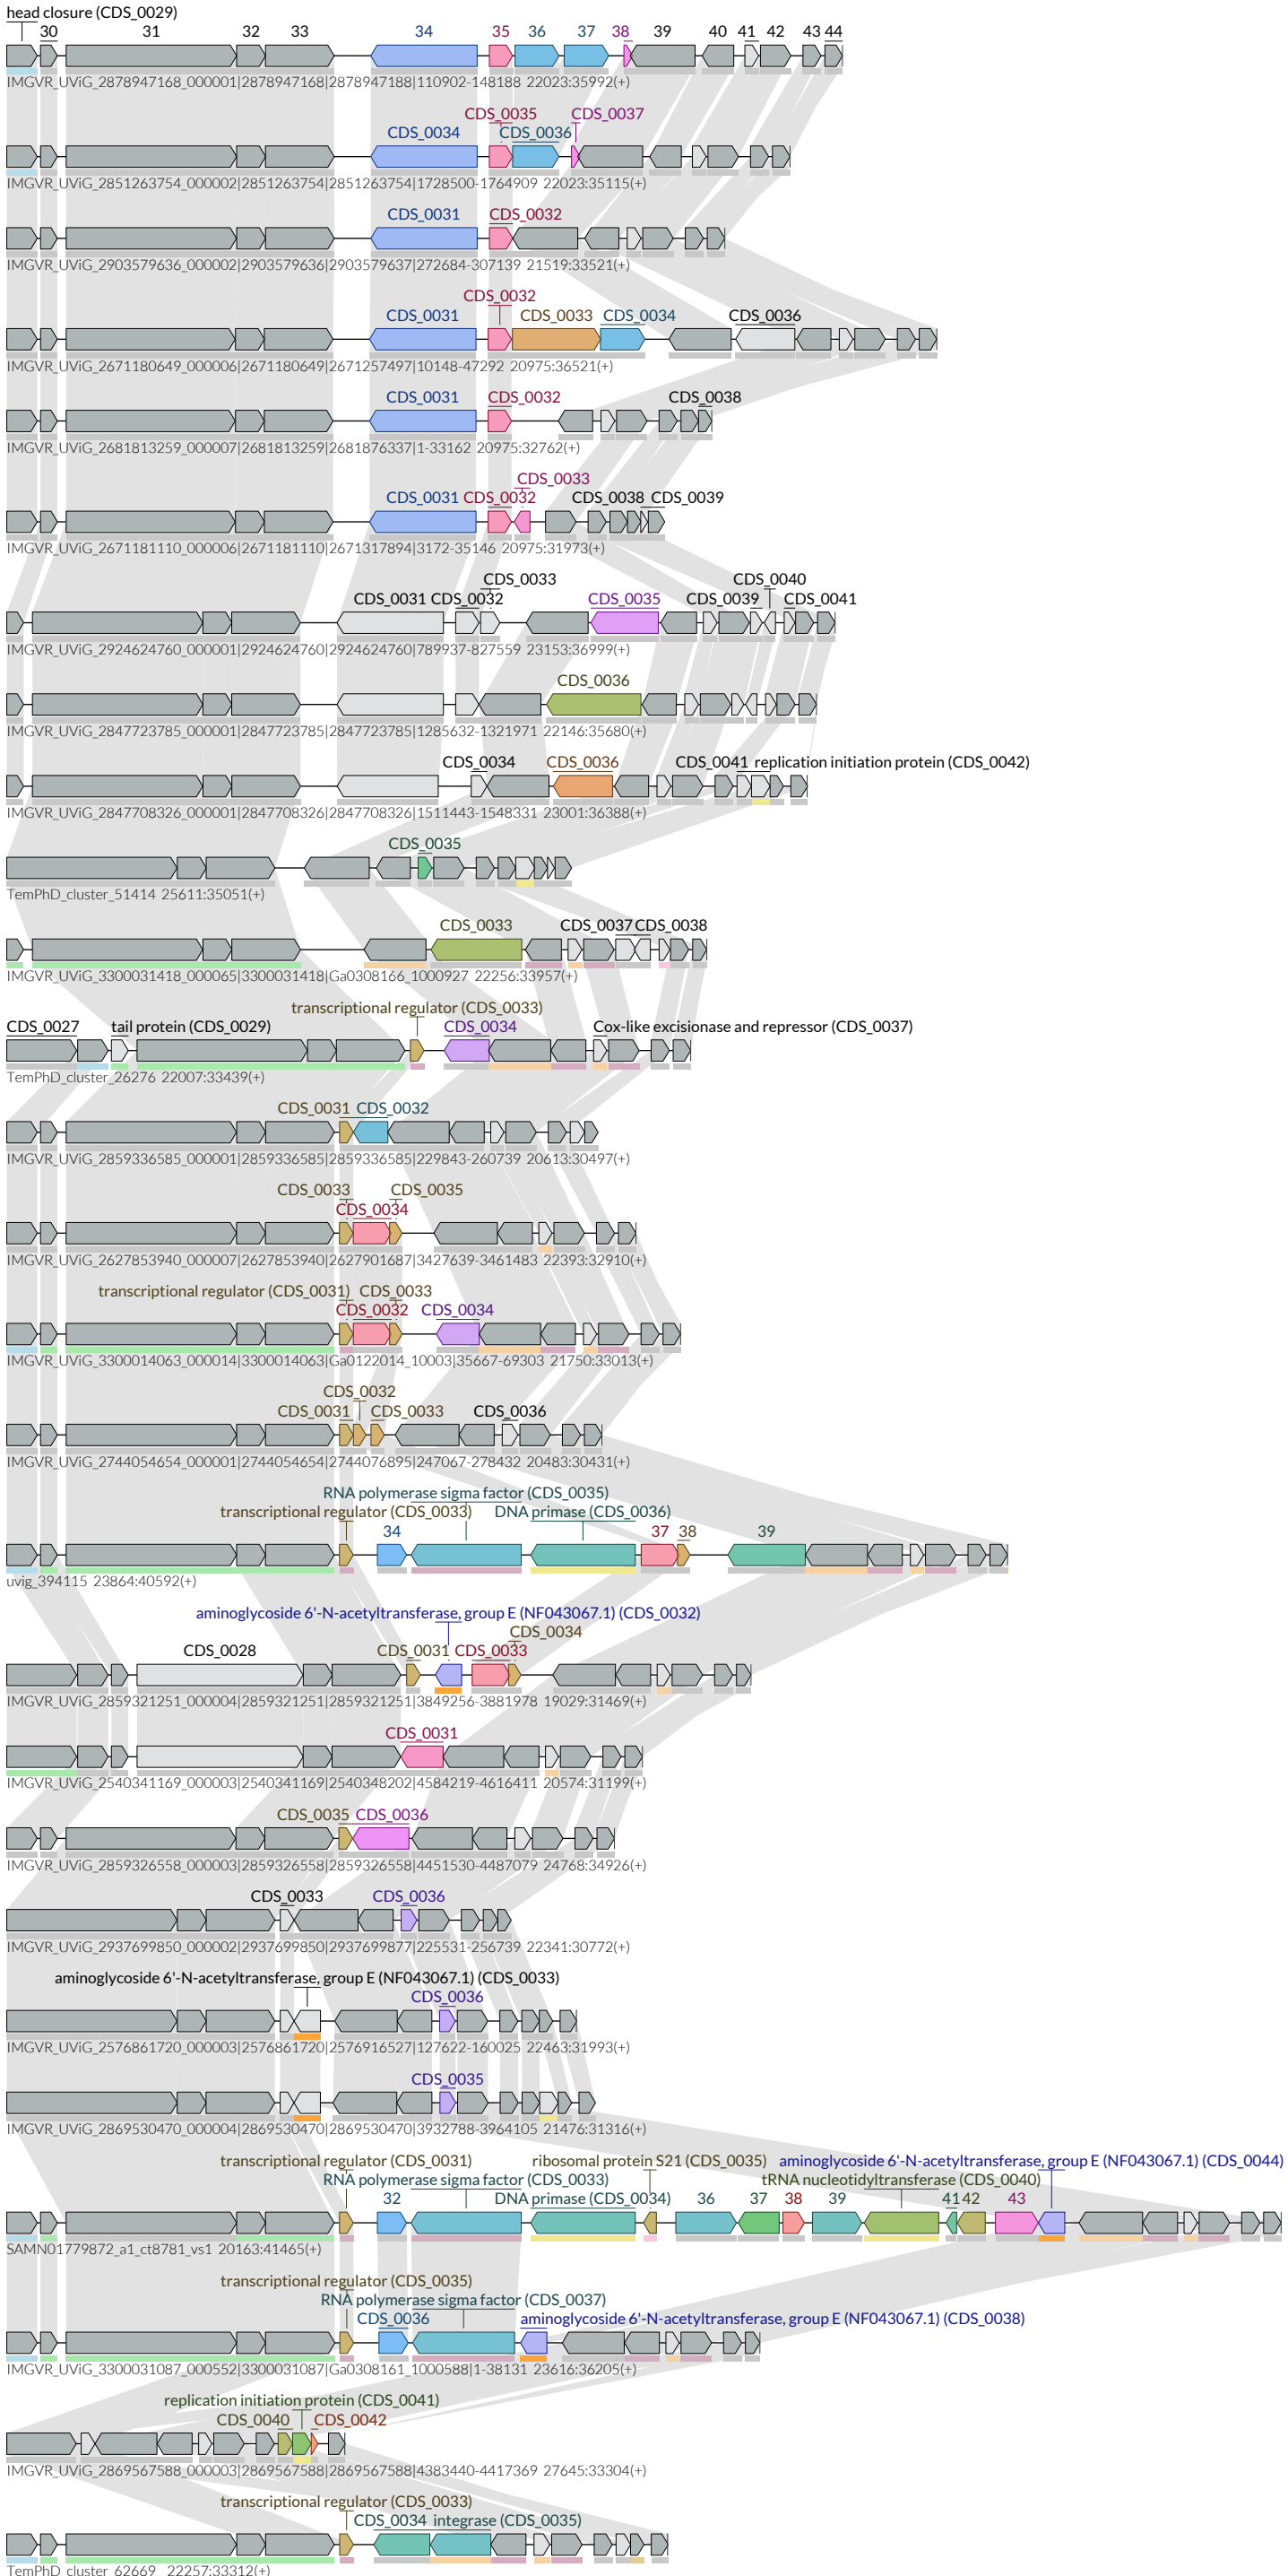 head closure (CDS_0029)
30 31 32 33 34 35 36 37 38 39 40 41 42 43 44
IMGVR_UViG_2878947168_000001|2878947168|2878947188|110902-148188 22023:35992(+)
CDS_0035 CDS_0037
CDS_0034 CDS_0036
IMGVR_UViG_2851263754_000002|2851263754|2851263754|1728500-1764909 22023:35115(+)
CDS_0031 CDS_0032
IMGVR_UViG_2903579636_000002|2903579636|2903579637|272684-307139 21519:33521(+)
CDS_0032
CDS_0031 CDS_0033 CDS_0034 CDS_0036
IMGVR_UViG_2671180649_000006|2671180649|2671257497|10148-47292 20975:36521(+)
CDS_0031 CDS_0032 CDS_0038
IMGVR_UViG_2681813259_000007|2681813259|2681876337|1-33162 20975:32762(+)
CDS_0033
CDS_0031 CDS_0032 CDS_0038 CDS_0039
IMGVR_UViG_2671181110_000006|2671181110|2671317894|3172-35146 20975:31973(+)
CDS_0033 CDS_0040
CDS_0031 CDS_0032 CDS_0035 CDS_0039 CDS_0041
IMGVR_UViG_2924624760_000001|2924624760|2924624760|789937-827559 23153:36999(+)
CDS_0036
IMGVR_UViG_2847723785_000001|2847723785|2847723785|1285632-1321971 22146:35680(+)
CDS_0034 CDS_0036 CDS_0041 replication initiation protein (CDS_0042)
IMGVR_UViG_2847708326_000001|2847708326|2847708326|1511443-1548331 23001:36388(+)
CDS_0035
TemPhD_cluster_51414 25611:35051(+)
CDS_0033 CDS_0037 CDS_0038
IMGVR_UViG_3300031418_000065|3300031418|Ga0308166_1000927 22256:33957(+)
transcriptional regulator (CDS_0033)
CDS_0027 tail protein (CDS_0029) CDS_0034 Cox-like excisionase and repressor (CDS_0037)
TemPhD_cluster_26276 22007:33439(+)
CDS_0031 CDS_0032
IMGVR_UViG_2859336585_000001|2859336585|2859336585|229843-260739 20613:30497(+)
CDS_0033 CDS_0035
CDS_0034
IMGVR_UViG_2627853940_000007|2627853940|2627901687|3427639-3461483 22393:32910(+)
transcriptional regulator (CDS_0031) CDS_0033
CDS_0032 CDS_0034
IMGVR_UViG_3300014063_000014|3300014063|Ga0122014_10003|35667-69303 21750:33013(+)
CDS_0032
CDS_0031 CDS_0033 CDS_0036
IMGVR_UViG_2744054654_000001|2744054654|2744076895|247067-278432 20483:30431(+)
RNA polymerase sigma factor (CDS_0035)
transcriptional regulator (CDS_0033) DNA primase (CDS_0036)
34 37 38 39
uvig_394115 23864:40592(+)
aminoglycoside 6'-N-acetyltransferase, group E (NF043067.1) (CDS_0032)
CDS_0034
CDS_0028 CDS_0031 CDS_0033
IMGVR_UViG_2859321251_000004|2859321251|2859321251|3849256-3881978 19029:31469(+)
CDS_0031
IMGVR_UViG_2540341169_000003|2540341169|2540348202|4584219-4616411 20574:31199(+)
CDS_0035 CDS_0036
IMGVR_UViG_2859326558_000003|2859326558|2859326558|4451530-4487079 24768:34926(+)
CDS_0033 CDS_0036
IMGVR_UViG_2937699850_000002|2937699850|2937699877|225531-256739 22341:30772(+)
aminoglycoside 6'-N-acetyltransferase, group E (NF043067.1) (CDS_0033)
CDS_0036
IMGVR_UViG_2576861720_000003|2576861720|2576916527|127622-160025 22463:31993(+)
CDS_0035
IMGVR_UViG_2869530470_000004|2869530470|2869530470|3932788-3964105 21476:31316(+)
transcriptional regulator (CDS_0031) ribosomal protein S21 (CDS_0035) aminoglycoside 6'-N-acetyltransferase, group E (NF043067.1) (CDS_0044)
RNA polymerase sigma factor (CDS_0033) tRNA nucleotidyltransferase (CDS_0040)
32 DNA primase (CDS_0034) 36 37 38 39 41 42 43
SAMN01779872_a1_ct8781_vs1 20163:41465(+)
transcriptional regulator (CDS_0035)
RNA polymerase sigma factor (CDS_0037)
CDS_0036 aminoglycoside 6'-N-acetyltransferase, group E (NF043067.1) (CDS_0038)
IMGVR_UViG_3300031087_000552|3300031087|Ga0308161_1000588|1-38131 23616:36205(+)
replication initiation protein (CDS_0041)
CDS_0040 CDS_0042
IMGVR_UViG_2869567588_000003|2869567588|2869567588|4383440-4417369 27645:33304(+)
transcriptional regulator (CDS_0033)
CDS_0034 integrase (CDS_0035)
TemPhD_cluster_62669 22257:33312(+)